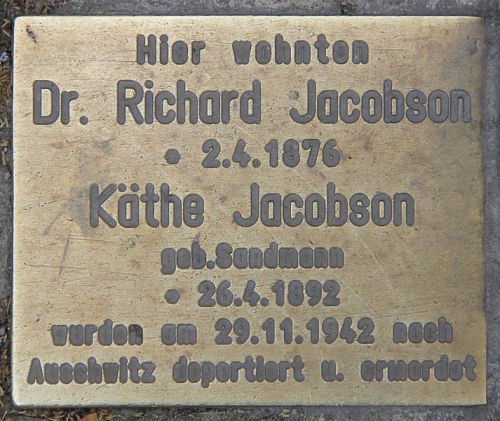 Hier wohnten
Dr. Richard Jacobson
* 2.4.1876
Käthe Jacobson
geb.Sandmann
* 26.4.1892
wurden am 29.11.1942 nach
Auschwitz deportiert u. ermordet